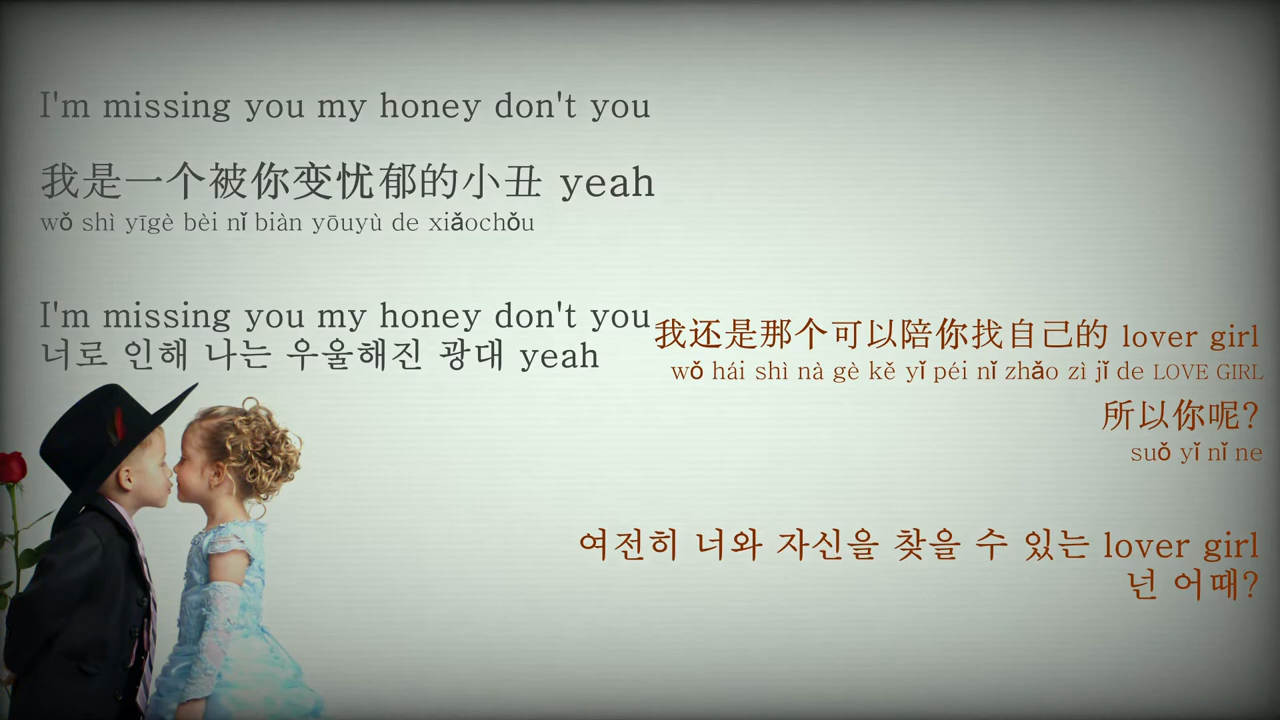 I'm missing you my honey don't you
我是一个被你变忧郁的小丑 yeah
wǒ shì yīgè bèi nǐ biàn yōuyù de xiǎochǒu
I'm missing you my honey don't you
너로 인해 나는 우울해진 광대 yeah
我还是那个可以陪你找自己的 lover girl
wǒ hái shì nà gè kě yǐ péi nǐ zhǎo zì jǐ de LOVE GIRL
所以你呢?
suǒ yǐ nǐ ne
여전히 너와 자신을 찾을 수 있는 lover girl
넌 어때?